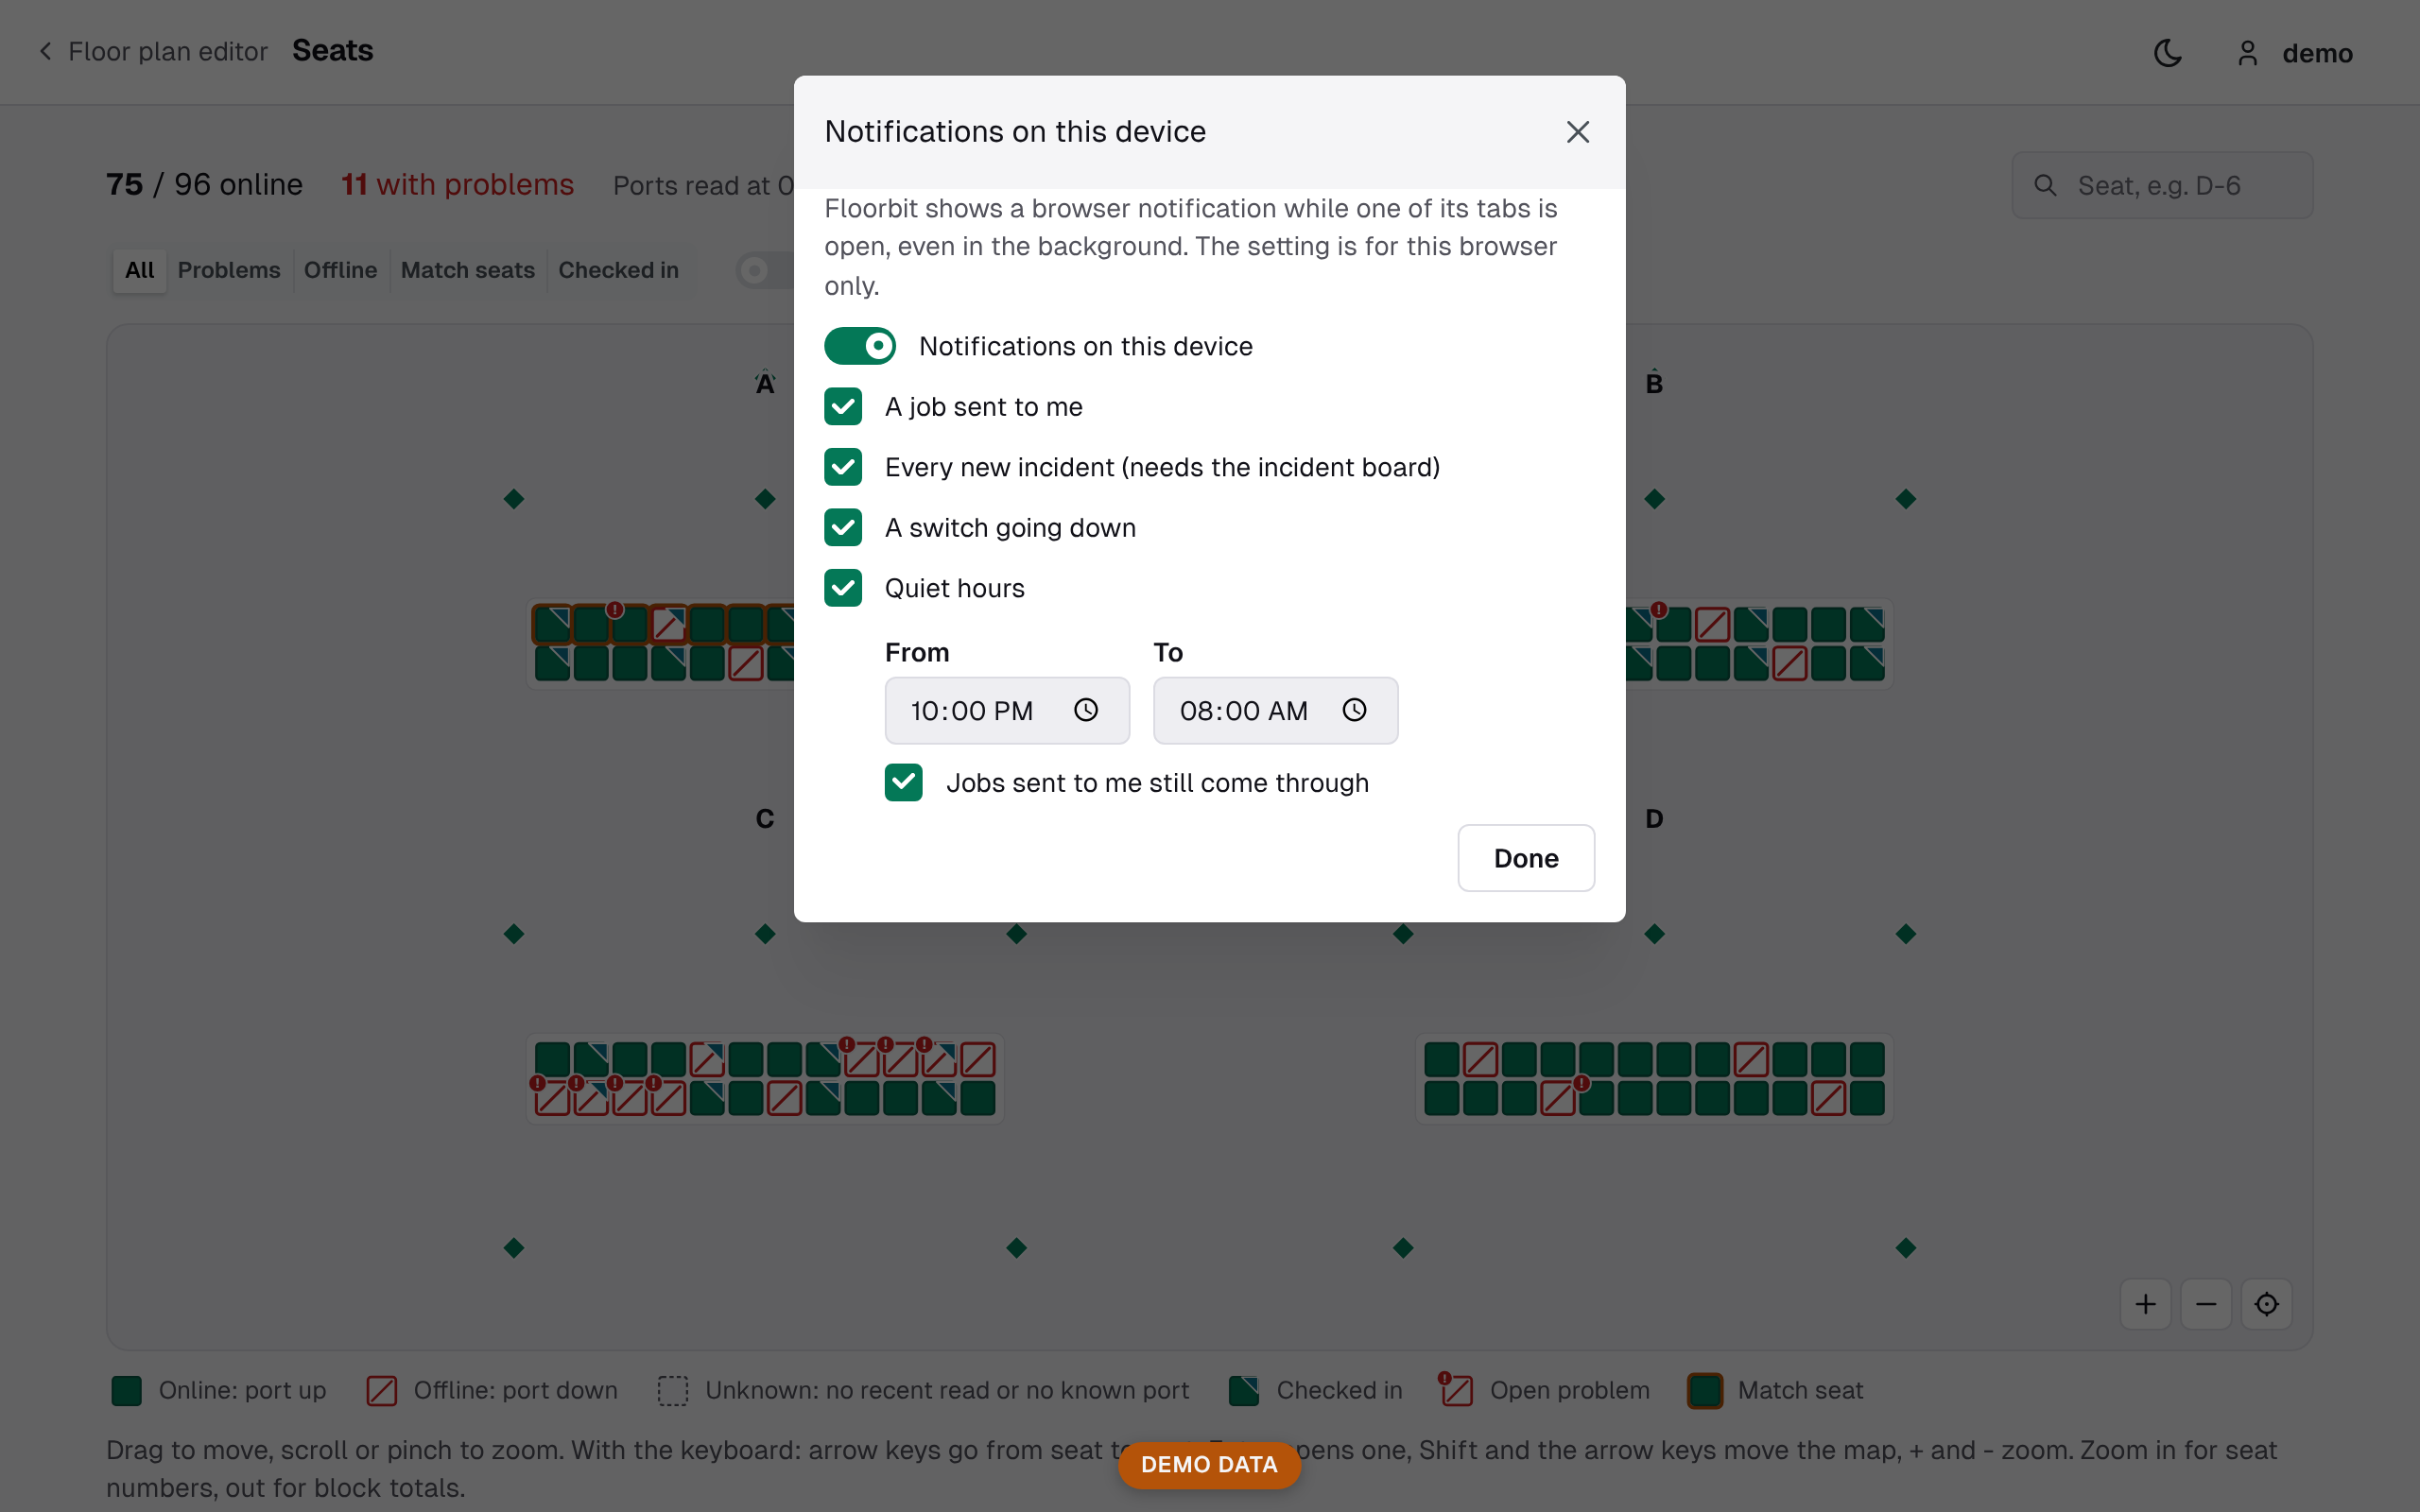 Floor plan editor Seats
demo
75 / 96 online 11 with problems Ports read at
Seat, e.g. D-6
All Problems Offline Match seats Checked in
Notifications on this device
Floorbit shows a browser notification while one of its tabs is
open, even in the background. The setting is for this browser
only.
Notifications on this device
A job sent to me
Every new incident (needs the incident board)
A switch going down
Quiet hours
From To
10:00 PM 08:00 AM
Jobs sent to me still come through
Done
A B
C D
Online: port up Offline: port down Unknown: no recent read or no known port Checked in Open problem Match seat
Drag to move, scroll or pinch to zoom. With the keyboard: arrow keys go from seat opens one, Shift and the arrow keys move the map, + and - zoom. Zoom in for seat
numbers, out for block totals.
DEMO DATA